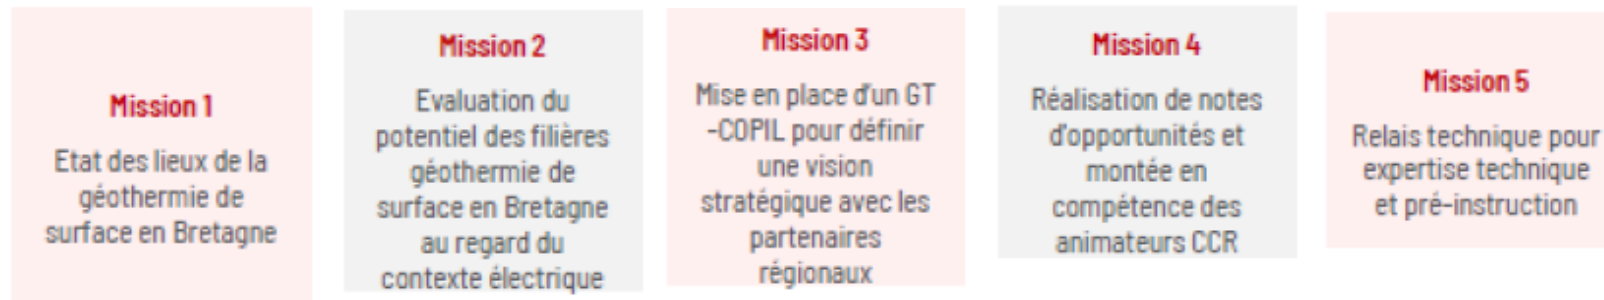 Mission 1
Etat des lieux de la
géothermie de
surface en Bretagne
Mission 2
Evaluation du
potentiel des filières
géothermie de
surface en Bretagne
au regard du
contexte électrique
Mission 3
Mise en place d'un GT
-COPIL pour définir
une vision
stratégique avec les
partenaires
régionaux
Mission 4
Réalisation de notes
d'opportunités et
montée en
compétence des
animateurs CCR
Mission 5
Relais technique pour
expertise technique
et pré-instruction